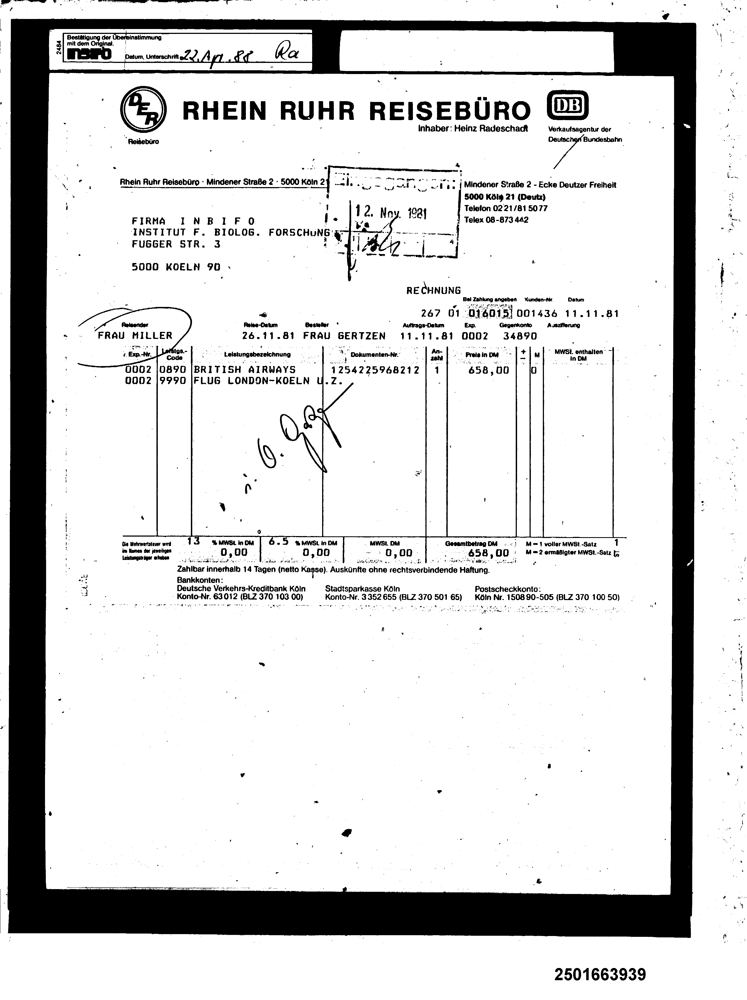 2484
Bestätigung der Übereinstimmung
mit dem Original.
Datum, Unterschrift 22. Apr. 88 Ra
DER
Reisebüro
RHEIN RUHR REISEBÜRO
Inhaber: Heinz Radeschadt
DB
Verkaufsagentur der
Deutschen Bundesbahn
Rhein Ruhr Reisebüro · Mindener Straße 2 · 5000 Köln 21
Eingegangen
12. Nov. 1981
Mindener Straße 2 - Ecke Deutzer Freiheit
5000 Köln 21 (Deutz)
Telefon 0221/81 50 77
Telex 08-873 442
FIRMA I N B I F O
INSTITUT F. BIOLOG. FORSCHUNG
FUGGER STR. 3
5000 KOELN 90
RECHNUNG
Bei Zahlung angeben Kunden-Nr Datum
267 01 016015 001436 11.11.81
Reisender Reise-Datum Besteller Auftrags-Datum Exp. Gegenkonto Auszifferung
FRAU MILLER 26.11.81 FRAU GERTZEN 11.11.81 0002 34890
Exp.-Nr. Leistgs.-Code Leistungsbezeichnung Dokumenten-Nr. An-zahl Preis in DM + − M MWSt. enthalten in DM
0002 0890 BRITISH AIRWAYS 1254225968212 1 658,00 0
0002 9990 FLUG LONDON-KOELN U.Z.
Die Mehrwertsteuer wird
im Namen der jeweiligen
Leistungsträger erhoben
13 % MWSt. in DM 6.5 % MWSt. in DM MWSt. DM Gesamtbetrag DM M = 1 voller MWSt.-Satz 1
0,00 0,00 0,00 658,00 M = 2 ermäßigter MWSt.-Satz
Zahlbar innerhalb 14 Tagen (netto Kasse). Auskünfte ohne rechtsverbindende Haftung.
Bankkonten:
Deutsche Verkehrs-Kreditbank Köln Stadtsparkasse Köln Postscheckkonto:
Konto-Nr. 63 012 (BLZ 370 103 00) Konto-Nr. 3 352 655 (BLZ 370 501 65) Köln Nr. 1508 90-505 (BLZ 370 100 50)
2501663939